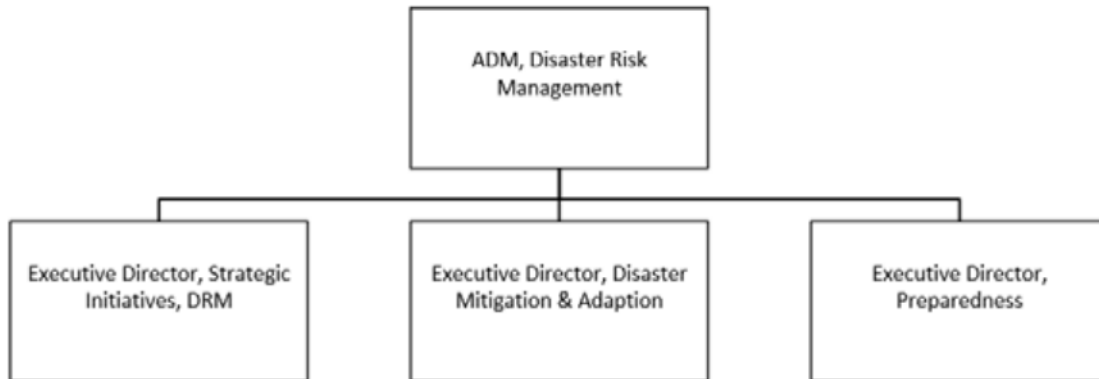 ADM, Disaster Risk
Management
Executive Director, Strategic
Initiatives, DRM
Executive Director, Disaster
Mitigation & Adaption
Executive Director,
Preparedness